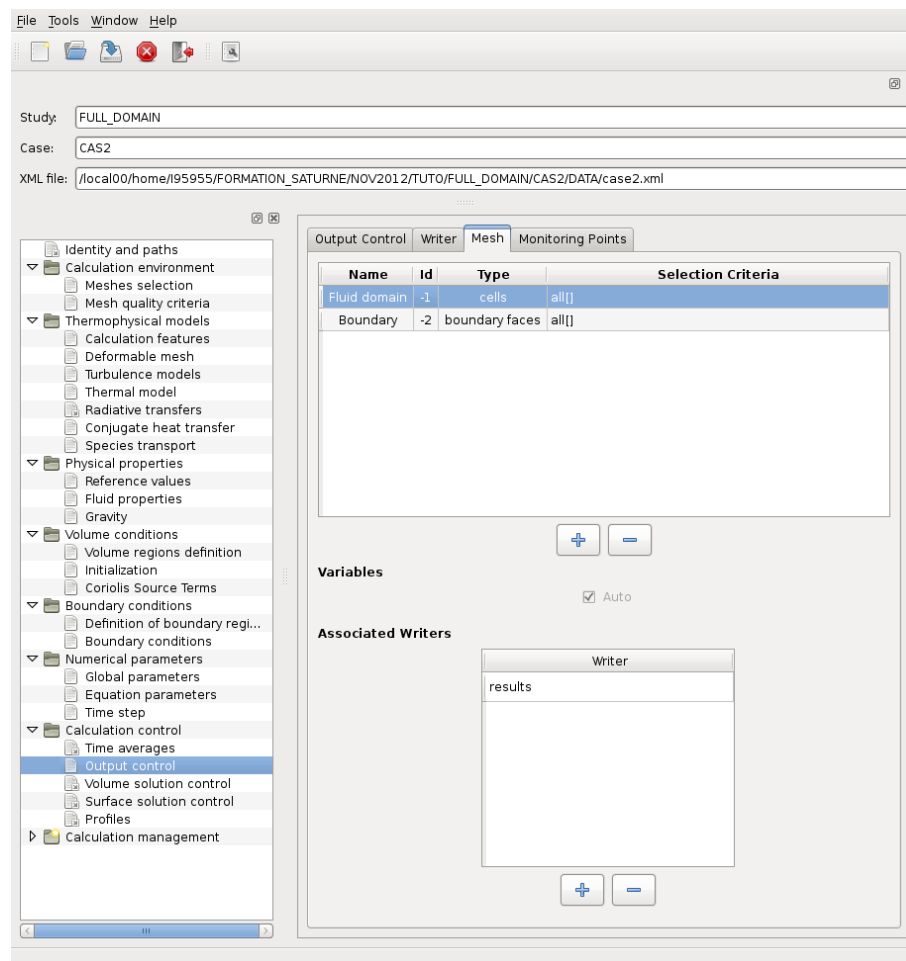 File Tools Window Help
Study: FULL_DOMAIN
Case: CAS2
XML file: /local00/home/I95955/FORMATION_SATURNE/NOV2012/TUTO/FULL_DOMAIN/CAS2/DATA/case2.xml
Identity and paths
Calculation environment
Meshes selection
Mesh quality criteria
Thermophysical models
Calculation features
Deformable mesh
Turbulence models
Thermal model
Radiative transfers
Conjugate heat transfer
Species transport
Physical properties
Reference values
Fluid properties
Gravity
Volume conditions
Volume regions definition
Initialization
Coriolis Source Terms
Boundary conditions
Definition of boundary regi...
Boundary conditions
Numerical parameters
Global parameters
Equation parameters
Time step
Calculation control
Time averages
Output control
Volume solution control
Surface solution control
Profiles
Calculation management
Output Control Writer Mesh Monitoring Points
Name Id Type Selection Criteria
Fluid domain -1 cells all[]
Boundary -2 boundary faces all[]
Variables
Auto
Associated Writers
Writer
results